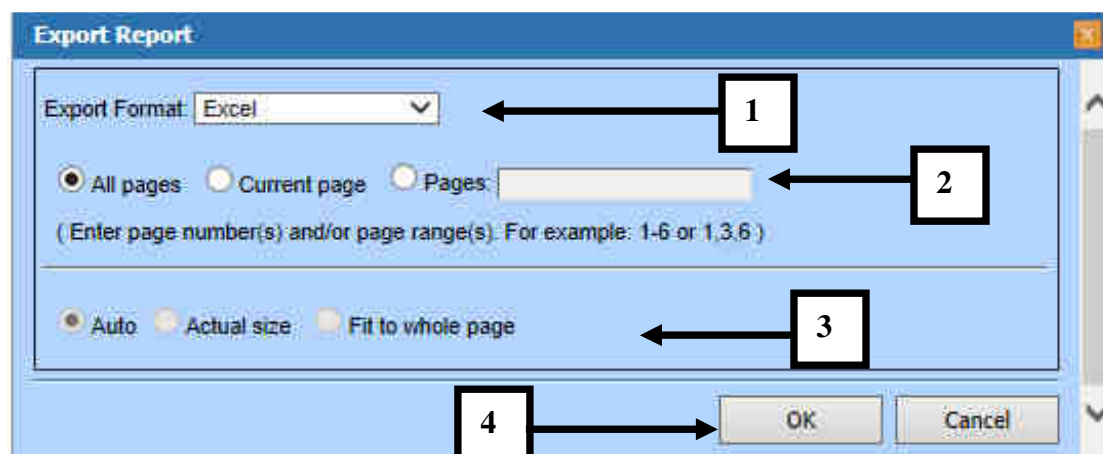 Export Report
Export Format: Excel
1
All pages Current page Pages:
2
( Enter page number(s) and/or page range(s). For example: 1-6 or 1,3,6 )
Auto Actual size Fit to whole page
3
4
OK Cancel